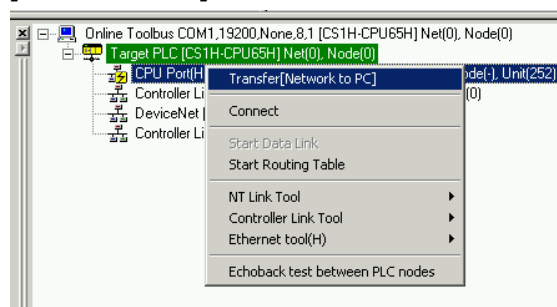 Online Toolbus COM1,19200,None,8,1 [CS1H-CPU65H] Net(0), Node(0)
Target PLC [CS1H-CPU65H] Net(0), Node(0)
CPU Port(H
ode(-), Unit(252)
Transfer[Network to PC]
Controller Li
(0)
Connect
DeviceNet [
Controller Li
Start Data Link
Start Routing Table
NT Link Tool
Controller Link Tool
Ethernet tool(H)
Echoback test between PLC nodes